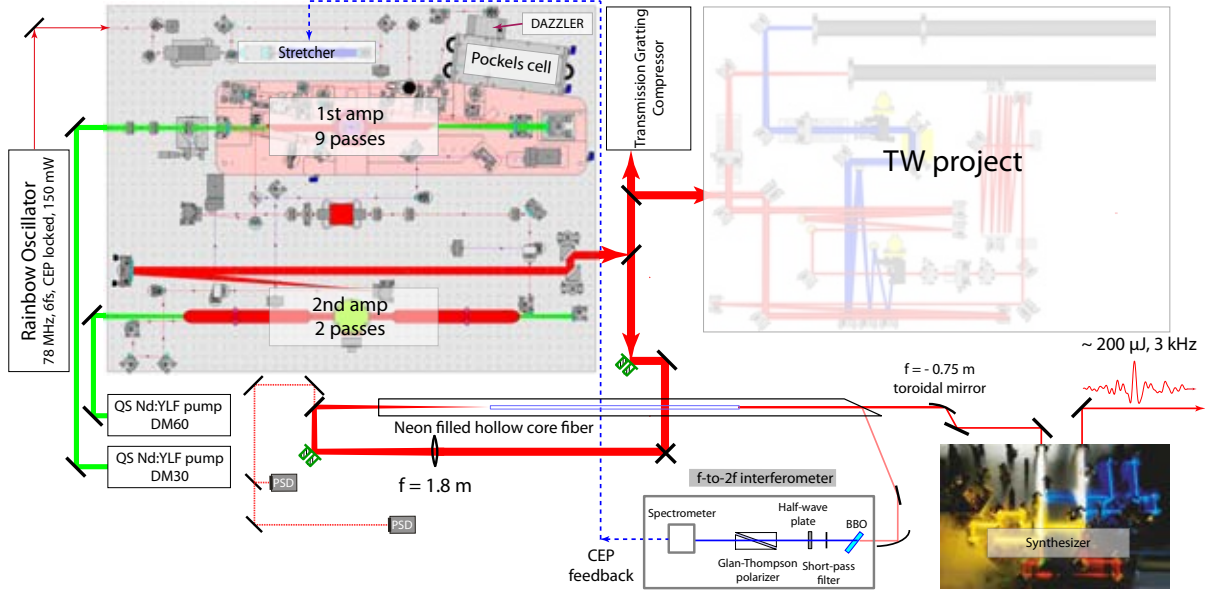 DAZZLER
Stretcher
Pockels cell
1st amp
9 passes
Transmission Gratting
Compressor
TW project
Rainbow Oscillator
78 MHz, 6fs, CEP locked, 150 mW
2nd amp
2 passes
~ 200 µJ, 3 kHz
f = - 0.75 m
toroidal mirror
QS Nd:YLF pump
DM60
Neon filled hollow core fiber
QS Nd:YLF pump
DM30
f = 1.8 m
PSD
PSD
f-to-2f interferometer
Spectrometer
Half-wave
plate
BBO
Glan-Thompson
polarizer
Short-pass
filter
CEP
feedback
Synthesizer